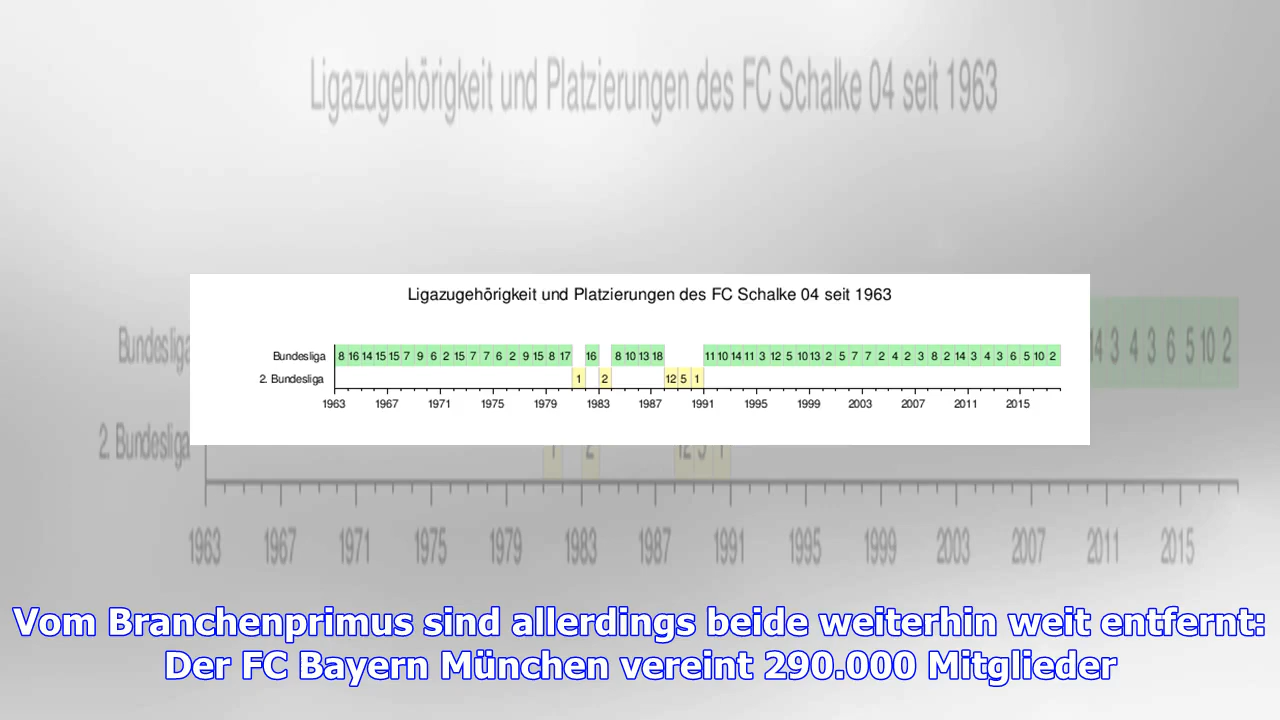 Ligazugehörigkeit und Platzierungen des FC Schalke 04 seit 1963
Ligazugehörigkeit und Platzierungen des FC Schalke 04 seit 1963
Bundesliga 8 16 14 15 15 7 9 6 2 15 7 7 6 2 9 15 8 17 16 8 10 13 18 11 10 14 11 3 12 5 10 13 2 5 7 7 2 4 2 3 8 2 14 3 4 3 6 5 10 2
2. Bundesliga 1 2 12 5 1
1963 1967 1971 1975 1979 1983 1987 1991 1995 1999 2003 2007 2011 2015
Bundesliga 14 3 4 3 6 5 10 2
2. Bundesliga 1 2 12 5 1
1963 1967 1971 1975 1979 1983 1987 1991 1995 1999 2003 2007 2011 2015
Vom Branchenprimus sind allerdings beide weiterhin weit entfernt:
Der FC Bayern München vereint 290.000 Mitglieder